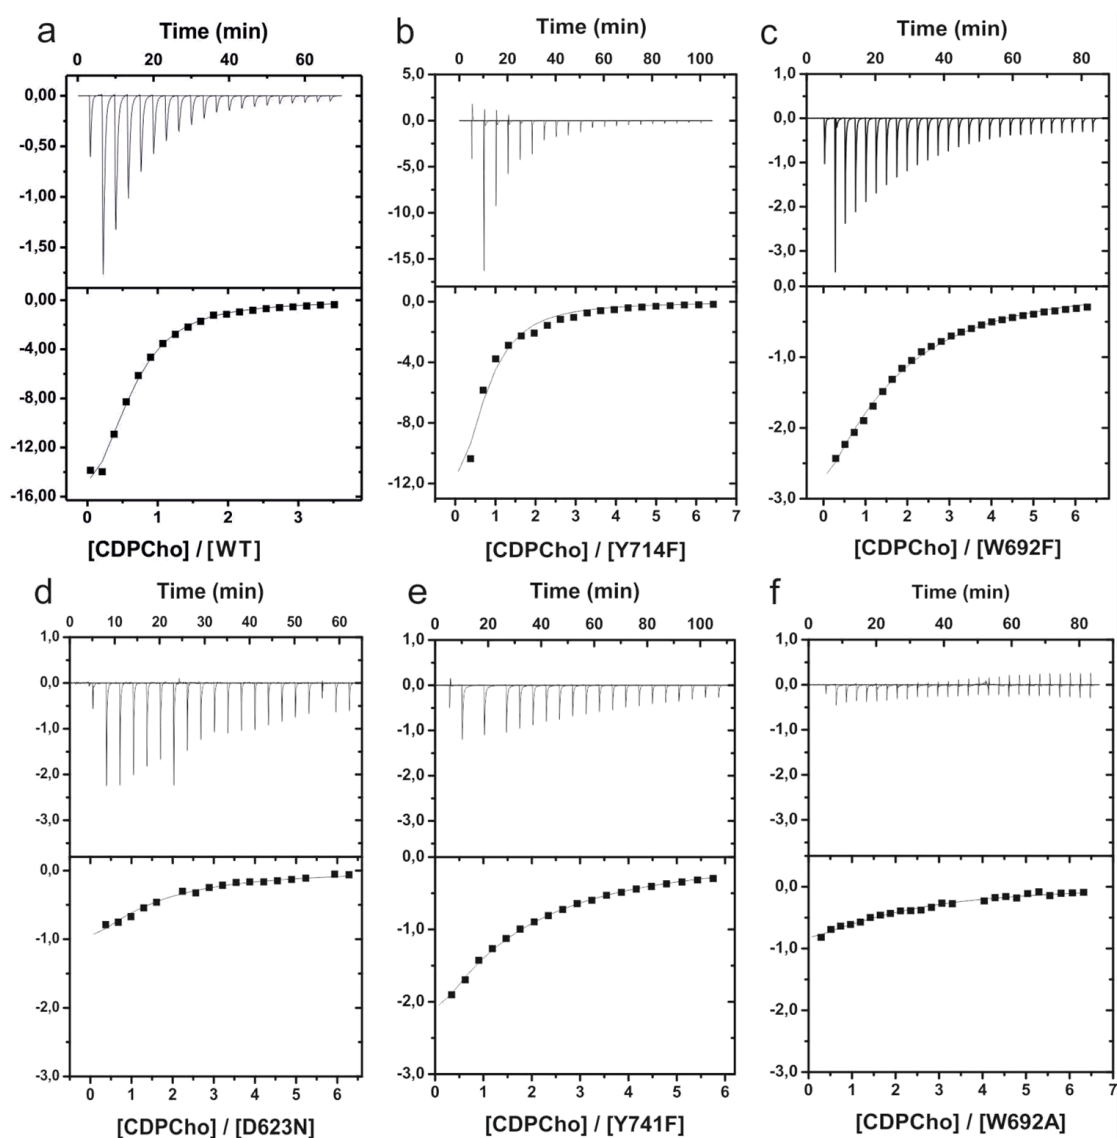 a
Time (min)
0 20 40 60
0,00
-0,50
-1,00
-1,50
0,00
-4,00
-8,00
-12,00
-16,00
0 1 2 3
[CDPCho] / [WT]
b
Time (min)
0 20 40 60 80 100
5,0
0,0
-5,0
-10,0
-15,0
0,0
-4,0
-8,0
-12,0
0 1 2 3 4 5 6 7
[CDPCho] / [Y714F]
c
Time (min)
0 20 40 60 80
1,0
0,0
-1,0
-2,0
-3,0
0,0
-1,0
-2,0
-3,0
0 1 2 3 4 5 6
[CDPCho] / [W692F]
d
Time (min)
0 10 20 30 40 50 60
1,0
0,0
-1,0
-2,0
-3,0
0,0
-1,0
-2,0
-3,0
0 1 2 3 4 5 6
[CDPCho] / [D623N]
e
Time (min)
0 20 40 60 80 100
1,0
0,0
-1,0
-2,0
-3,0
0,0
-1,0
-2,0
-3,0
0 1 2 3 4 5 6
[CDPCho] / [Y741F]
f
Time (min)
0 20 40 60 80
1,0
0,0
-1,0
-2,0
-3,0
0,0
-1,0
-2,0
-3,0
0 1 2 3 4 5 6 7
[CDPCho] / [W692A]